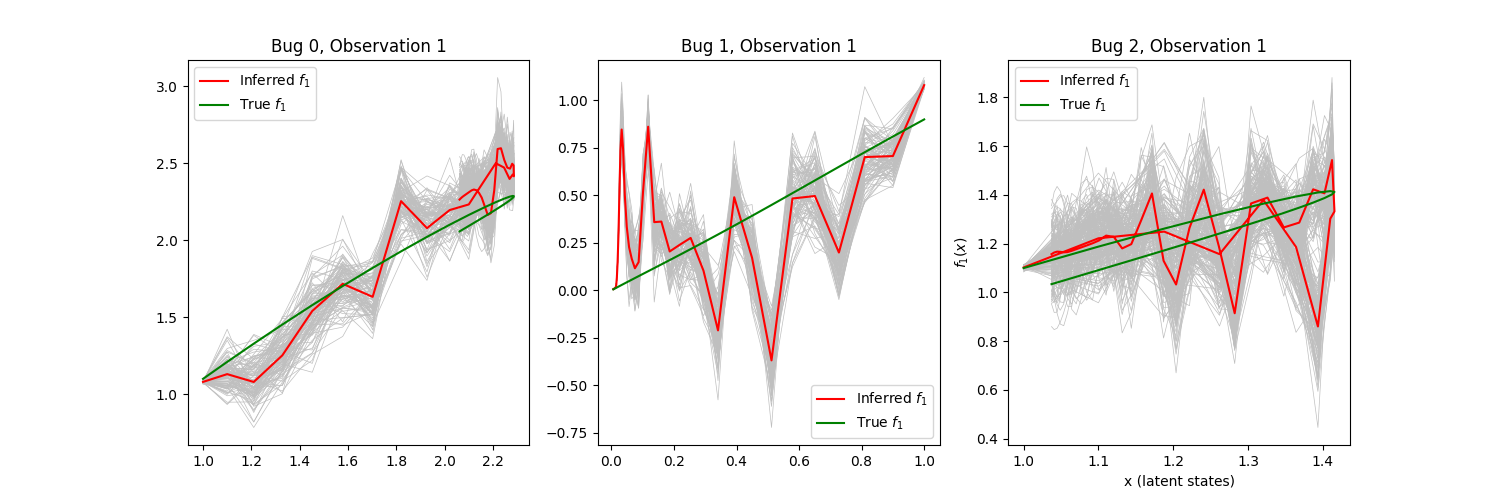 Bug 0, Observation 1
Inferred f₁
True f₁
3.0
2.5
2.0
1.5
1.0
1.0 1.2 1.4 1.6 1.8 2.0 2.2
Bug 1, Observation 1
1.00
0.75
0.50
0.25
0.00
−0.25
−0.50
−0.75
Inferred f₁
True f₁
0.0 0.2 0.4 0.6 0.8 1.0
Bug 2, Observation 1
Inferred f₁
True f₁
1.8
1.6
1.4
1.2
1.0
0.8
0.6
0.4
f₁(x)
1.0 1.1 1.2 1.3 1.4
x (latent states)